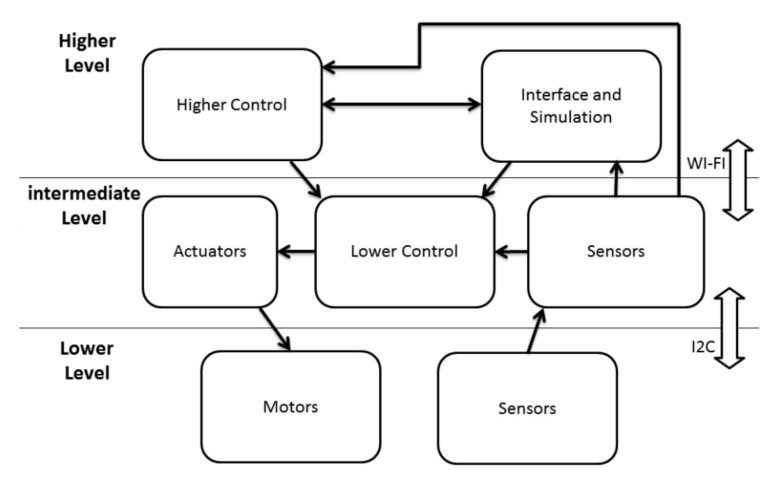 Higher
Level
Higher Control
Interface and
Simulation
WI-FI
intermediate
Level
Actuators
Lower Control
Sensors
I2C
Lower
Level
Motors
Sensors